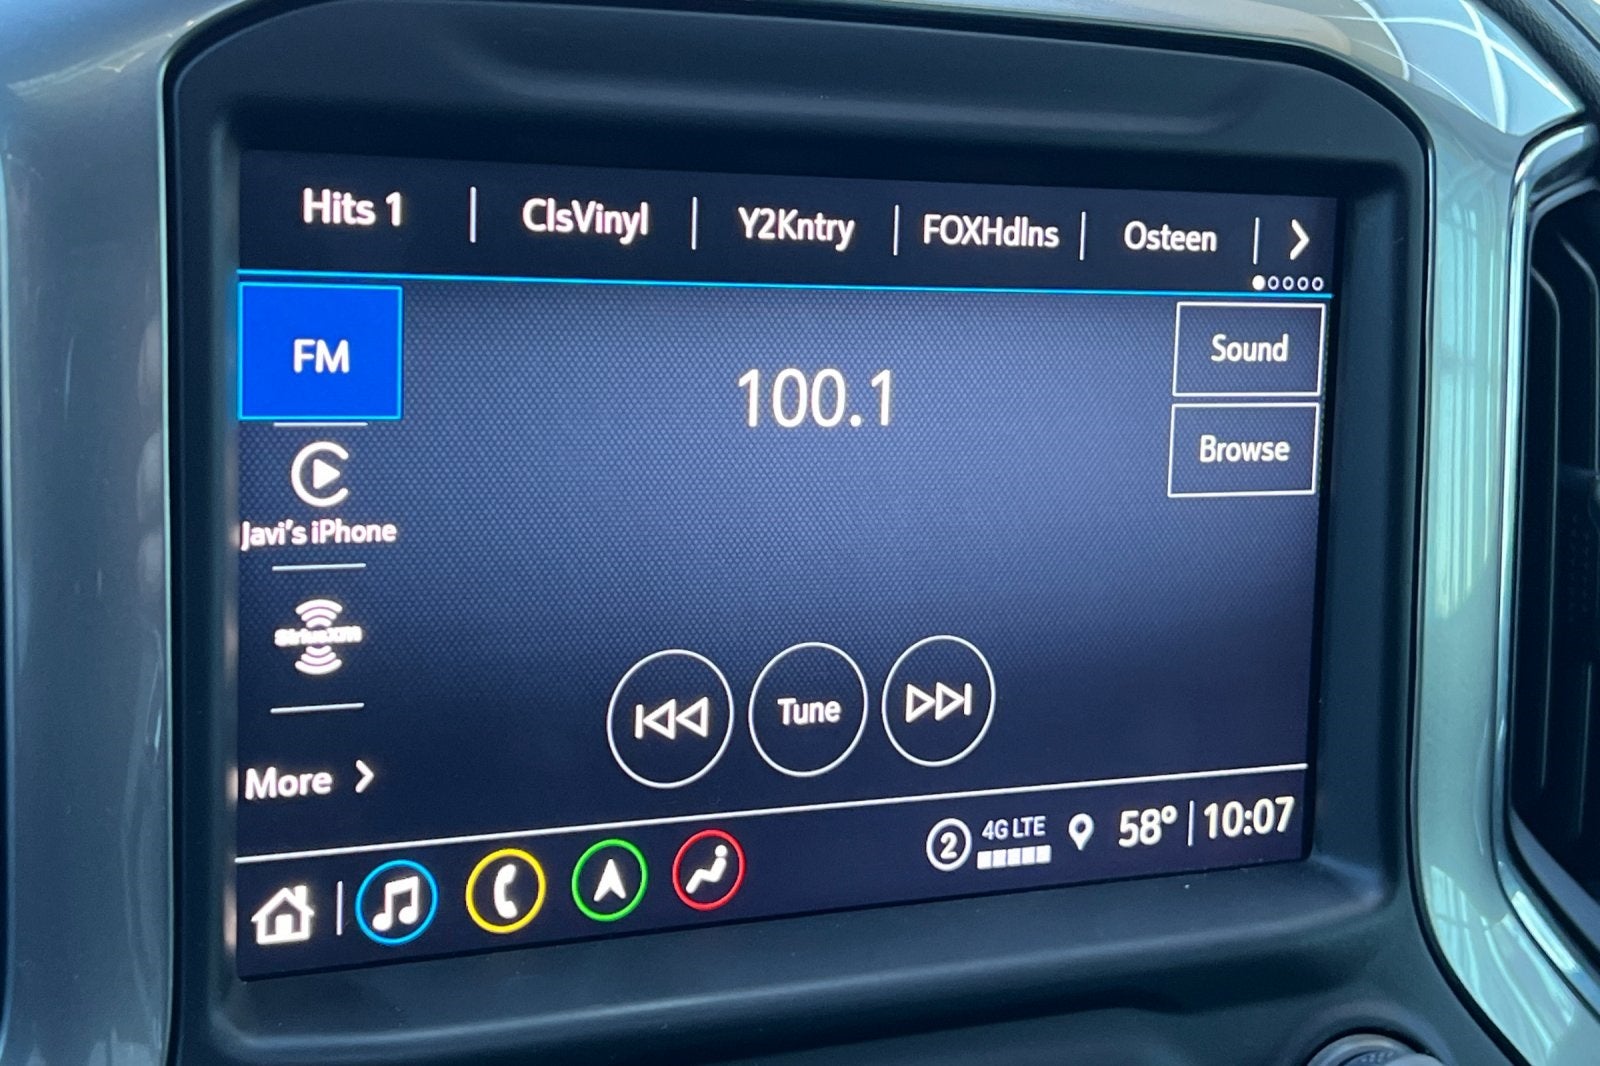 Hits 1 ClsVinyl Y2Kntry FOXHdlns Osteen
FM
100.1
Sound
Browse
Javi's iPhone
SiriusXM
Tune
More
2 4G LTE 58° 10:07